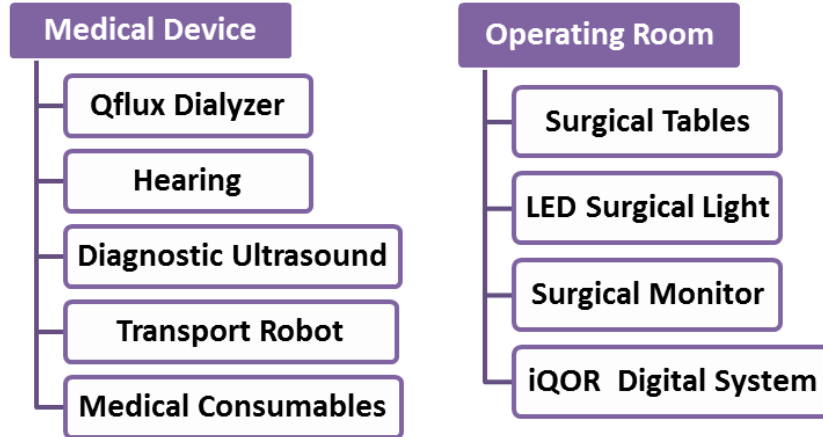 Medical Device
Qflux Dialyzer
Hearing
Diagnostic Ultrasound
Transport Robot
Medical Consumables
Operating Room
Surgical Tables
LED Surgical Light
Surgical Monitor
iQOR Digital System